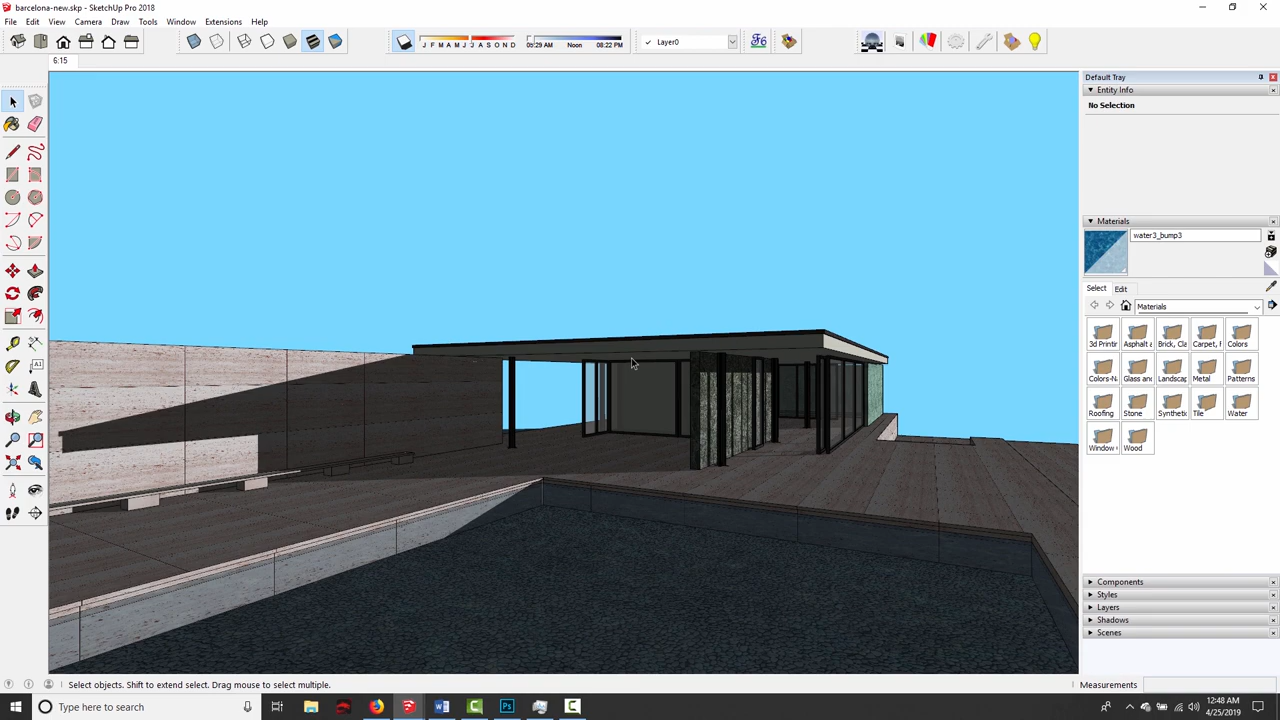 barcelona-new.skp - SketchUp Pro 2018
File Edit View Camera Draw Tools Window Extensions Help
J F M A M J J A S O N D
Noon 08:22 PM
Layer0
6:15
Default Tray
Entity Info
No Selection
Materials
water3_bump3
Select Edit
Materials
3d Printin Asphalt a Brick, Cla Carpet, F Colors
Colors-Na Glass and Landscap Metal Patterns
Roofing Stone Synthetic Tile Water
Window Wood
Components
Styles
Layers
Shadows
Scenes
Select objects. Shift to extend select. Drag mouse to select multiple.
Measurements
Type here to search
12:48 AM
4/25/2019